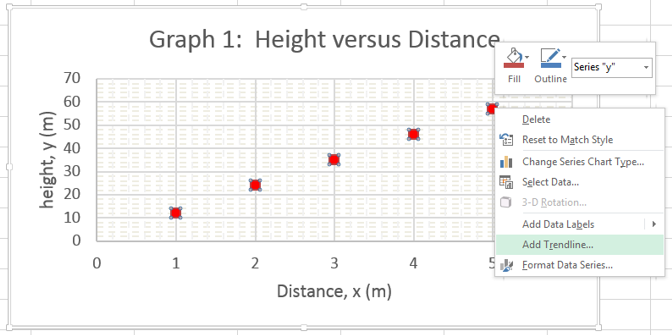 Graph 1:  Height versus Distance
Fill
Outline
Series "y"
70
60
50
40
30
20
10
0
height, y (m)
0 1 2 3 4 5
Distance, x (m)
Delete
Reset to Match Style
Change Series Chart Type...
Select Data...
3-D Rotation...
Add Data Labels
Add Trendline...
Format Data Series...